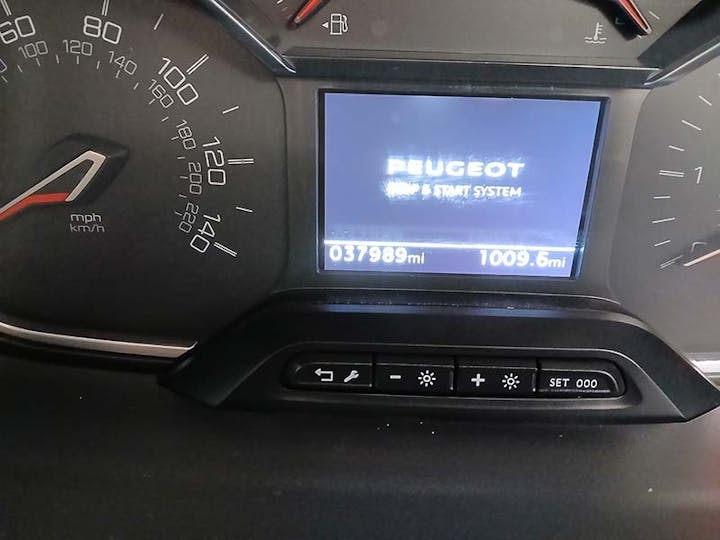 60 80 100 120 140
100 120 140 160 180 200 220
mph
km/h
PEUGEOT
& START SYSTEM
037989mi 1009.6mi
1
- +
SET 000